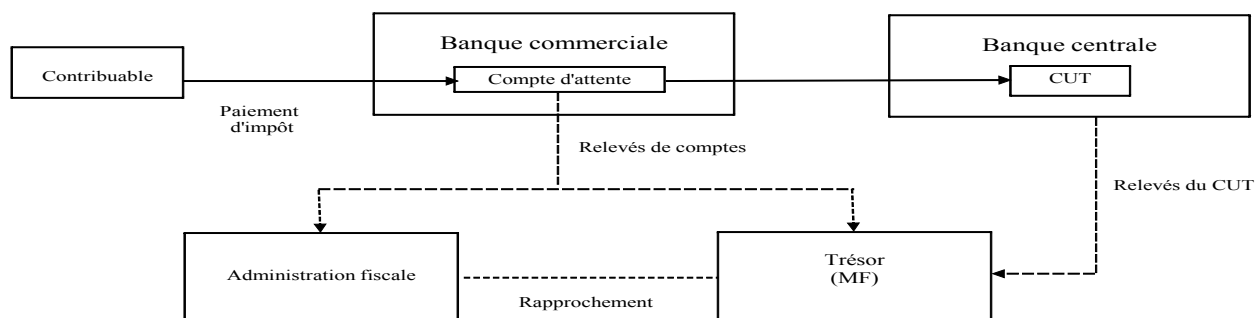 Banque commerciale
Banque centrale
Contribuable
Compte d'attente
CUT
Paiement
d'impôt
Relevés de comptes
Relevés du CUT
Administration fiscale
Trésor
(MF)
Rapprochement